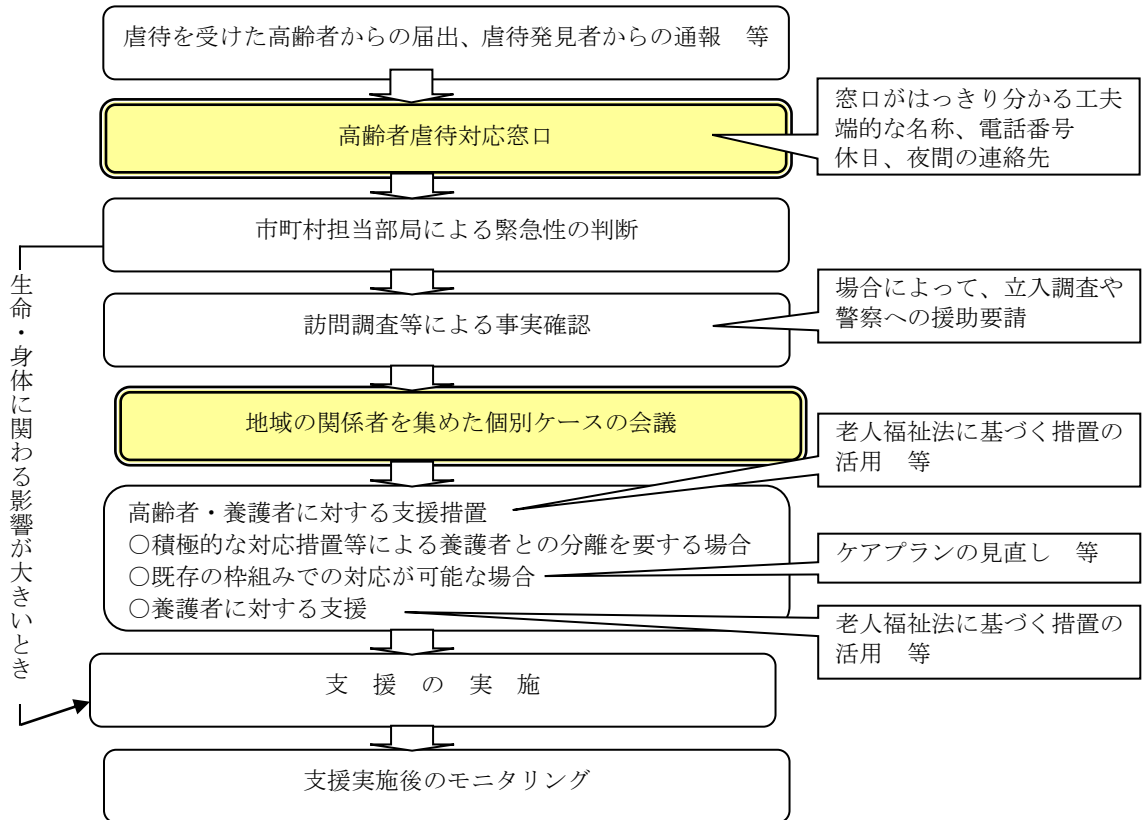 虐待を受けた高齢者からの届出、虐待発見者からの通報　等
高齢者虐待対応窓口
窓口がはっきり分かる工夫
端的な名称、電話番号
休日、夜間の連絡先
市町村担当部局による緊急性の判断
生命・身体に関わる影響が大きいとき
訪問調査等による事実確認
場合によって、立入調査や
警察への援助要請
地域の関係者を集めた個別ケースの会議
老人福祉法に基づく措置の
活用　等
高齢者・養護者に対する支援措置
○積極的な対応措置等による養護者との分離を要する場合
○既存の枠組みでの対応が可能な場合
○養護者に対する支援
ケアプランの見直し　等
老人福祉法に基づく措置の
活用　等
支　援　の　実　施
支援実施後のモニタリング